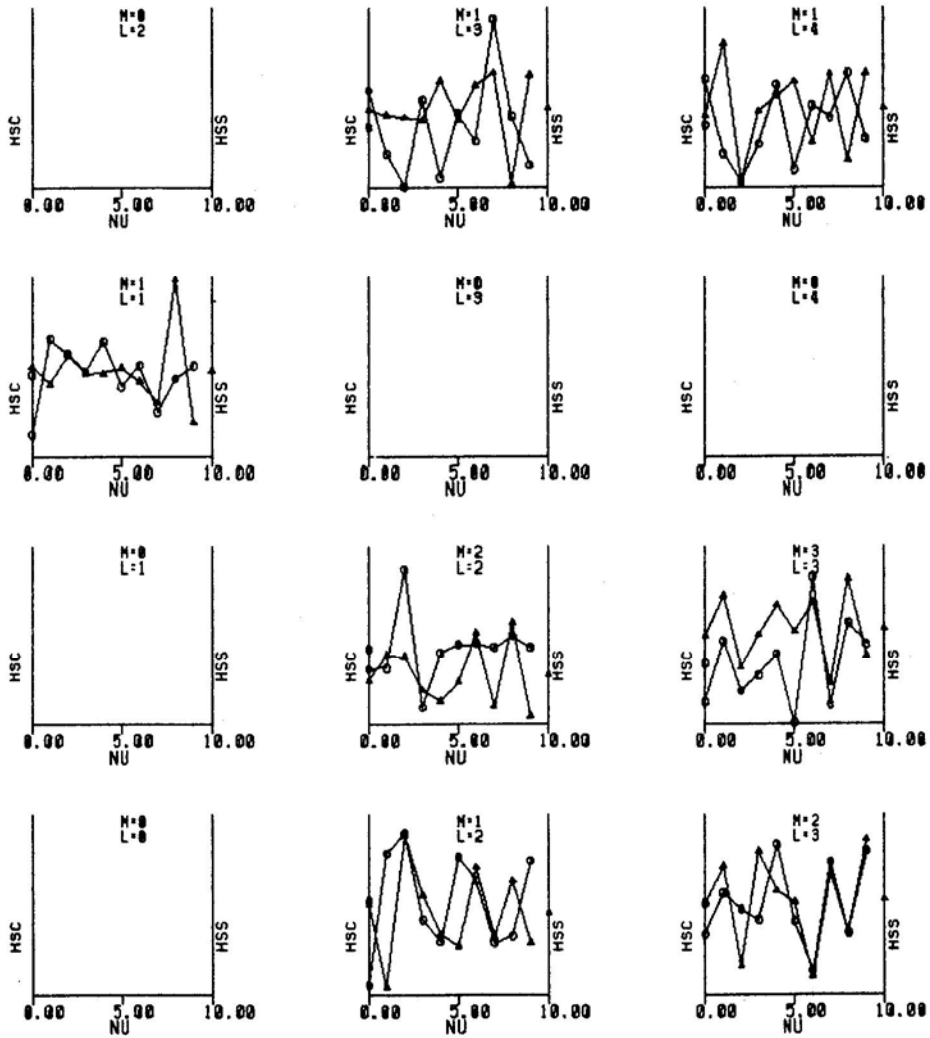 M=0 M=1 M=1
L=2 L=3 L=4
HSC HSS HSC HSS HSC HSS
0.00 5.00 10.00 0.00 5.00 10.00 0.00 5.00 10.00
NU NU NU
M=1 M=0 M=0
L=1 L=3 L=4
HSC HSS HSC HSS HSC HSS
0.00 5.00 10.00 0.00 5.00 10.00 0.00 5.00 10.00
NU NU NU
M=0 M=2 M=3
L=1 L=2 L=3
HSC HSS HSC HSS HSC HSS
0.00 5.00 10.00 0.00 5.00 10.00 0.00 5.00 10.00
NU NU NU
M=0 M=1 M=2
L=0 L=2 L=3
HSC HSS HSC HSS HSC HSS
0.00 5.00 10.00 0.00 5.00 10.00 0.00 5.00 10.00
NU NU NU